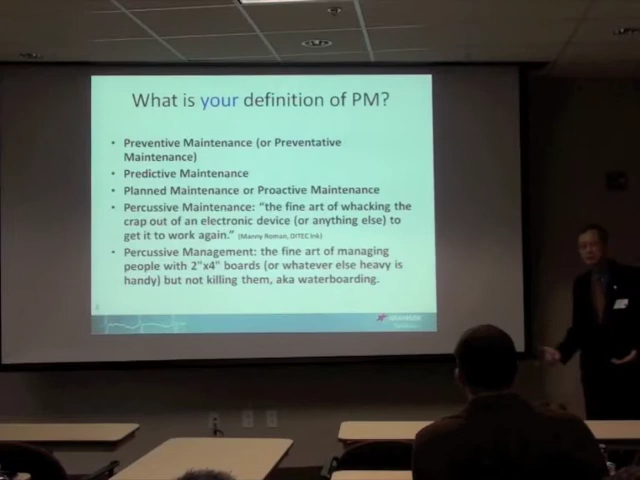 What is your definition of PM?
• Preventive Maintenance (or Preventative
Maintenance)
• Predictive Maintenance
• Planned Maintenance or Proactive Maintenance
• Percussive Maintenance: “the fine art of whacking the
crap out of an electronic device (or anything else) to
get it to work again.” (Manny Roman, DITEC Ink)
• Percussive Management: the fine art of managing
people with 2"x4" boards (or whatever else heavy is
handy) but not killing them, aka waterboarding.